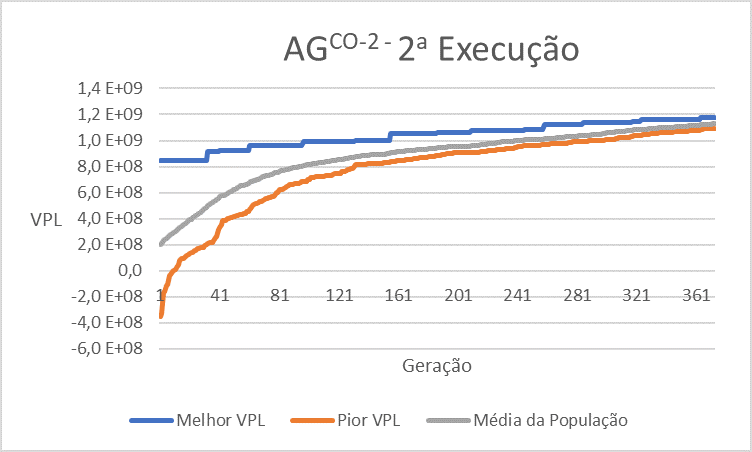 AGCO-2 - 2ª Execução
1,4 E+09
1,2 E+09
1,0 E+09
8,0 E+08
6,0 E+08
4,0 E+08
2,0 E+08
0,0
-2,0 E+08
-4,0 E+08
-6,0 E+08
VPL
1 41 81 121 161 201 241 281 321 361
Geração
Melhor VPL Pior VPL Média da População